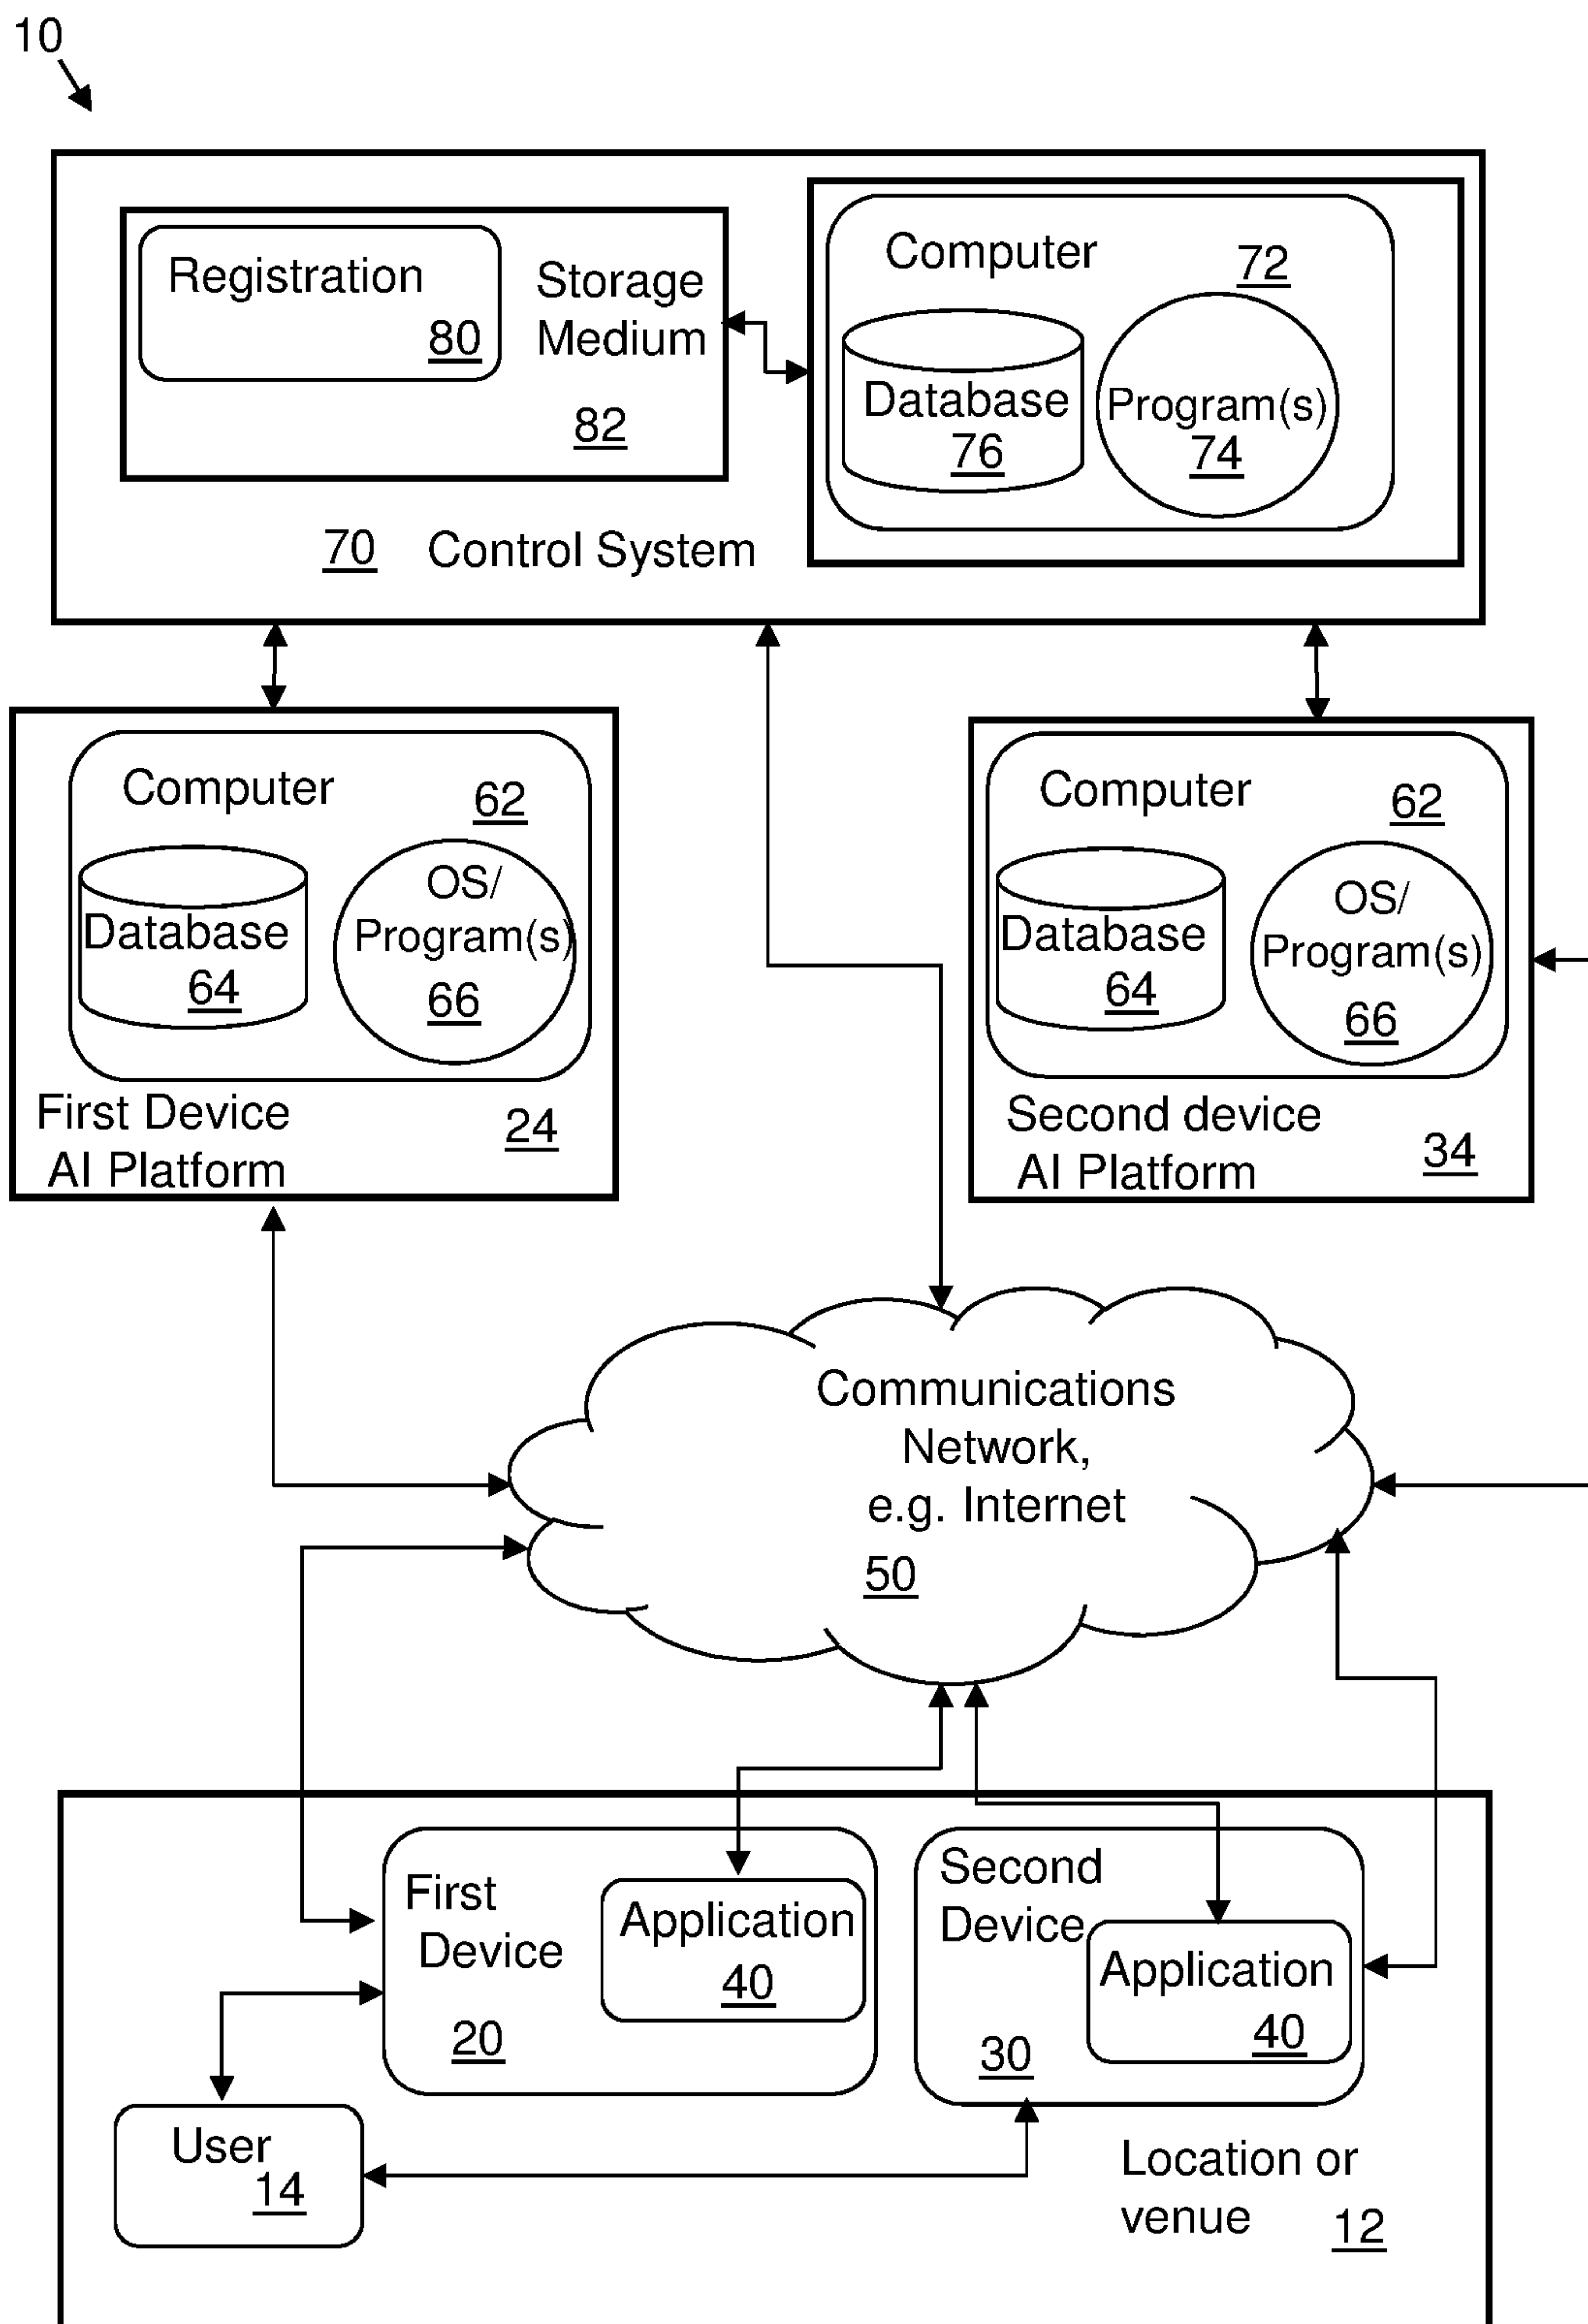 10
Registration
80
Storage
Medium
82
Computer
72
Database
76
Program(s)
74
70 Control System
Computer
62
Database
64
OS/
Program(s)
66
First Device
AI Platform
24
Computer
62
Database
64
OS/
Program(s)
66
Second device
AI Platform
34
Communications
Network,
e.g. Internet
50
First
Device
20
Application
40
Second
Device
30
Application
40
User
14
Location or
venue
12